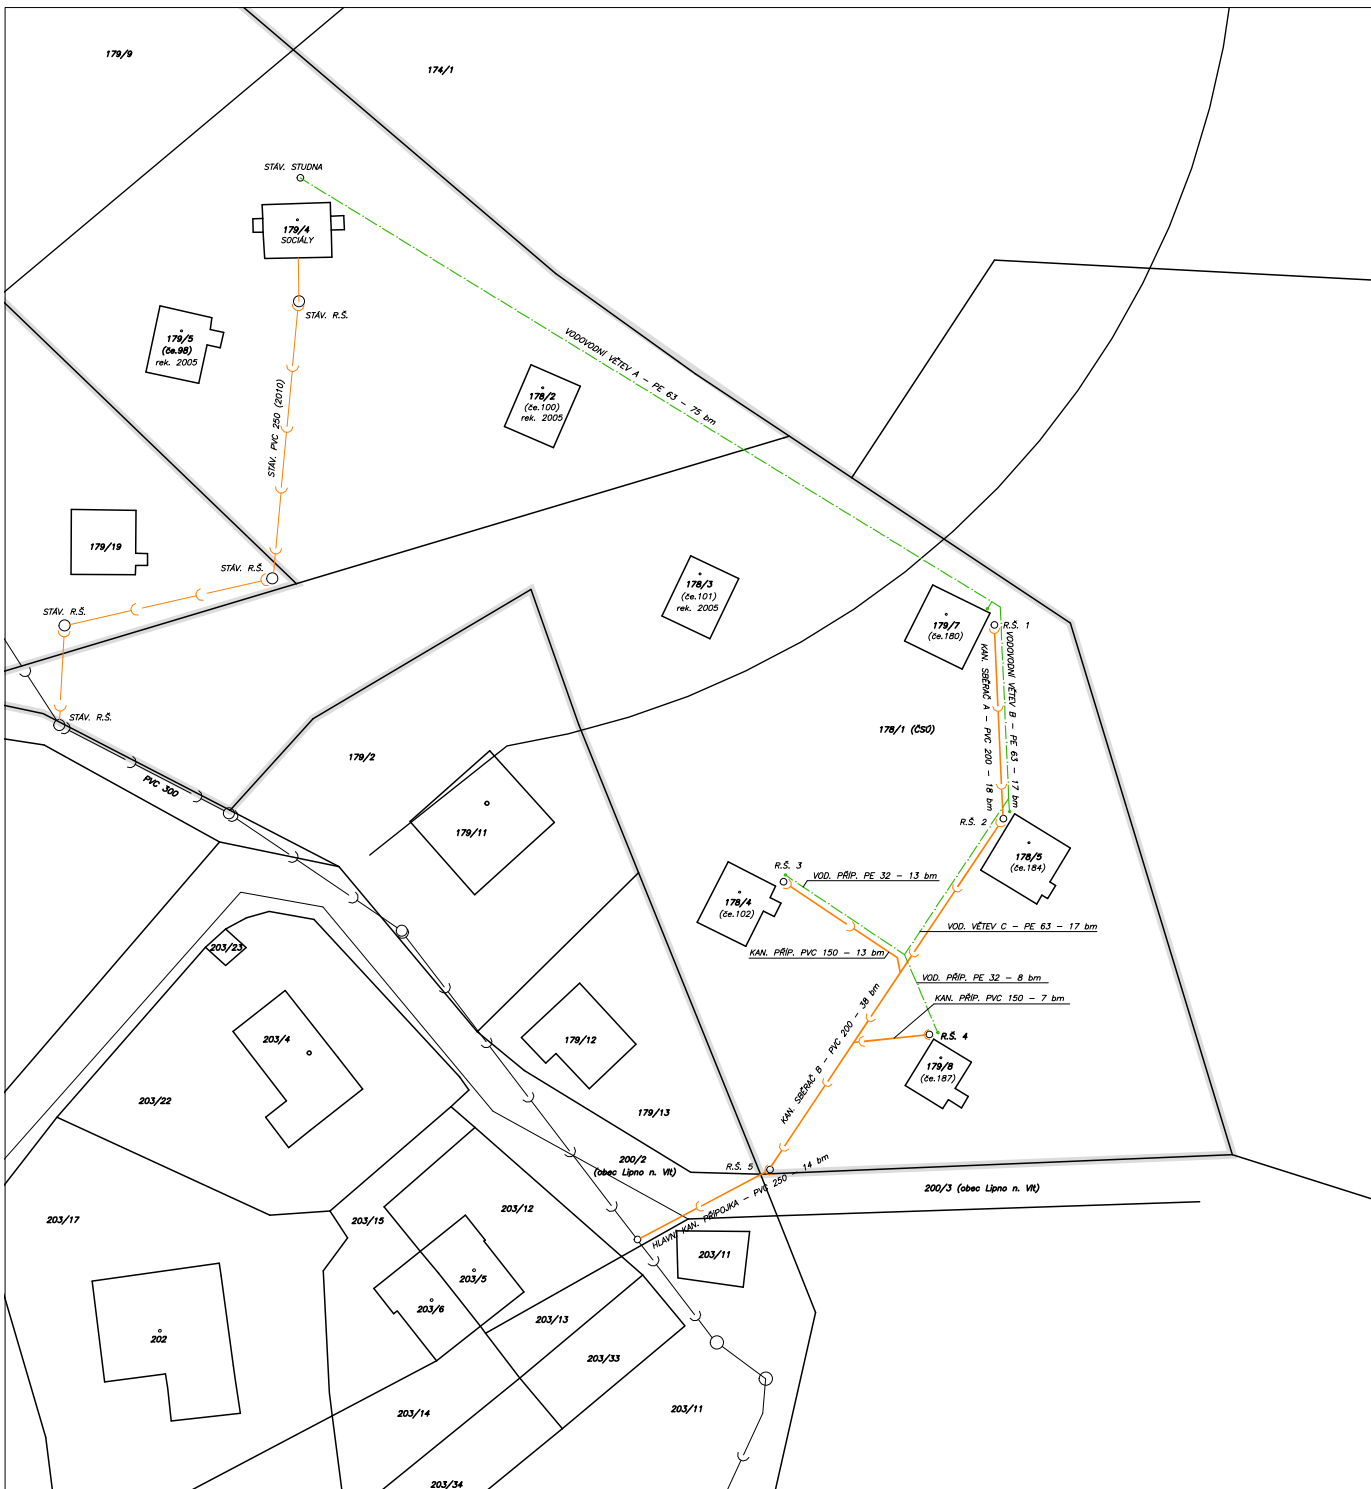 179/9
174/1
STÁV. STUDNA
179/4
SOCIÁLY
STÁV. R.Š.
179/5
(če.98)
rek. 2005
VODOVODNÍ VĚTEV A - PE 63 - 75 bm
178/2
(če.100)
rek. 2005
STÁV. PVC 250 (2010)
179/19
STÁV. R.Š.
178/3
(če.101)
rek. 2005
STÁV. R.Š.
179/7
(če.180)
R.Š. 1
KAN. SBĚRAČ A - PVC 200 - 18 bm
VODOVODNÍ VĚTEV B - PE 63 - 17 bm
STÁV. R.Š.
178/1 (ČSÚ)
179/2
PVC 300
R.Š. 2
179/11
178/5
(če.184)
R.Š. 3
VOD. PŘÍP. PE 32 - 13 bm
178/4
(če.102)
VOD. VĚTEV C - PE 63 - 17 bm
203/23
KAN. PŘÍP. PVC 150 - 13 bm
VOD. PŘÍP. PE 32 - 8 bm
KAN. PŘÍP. PVC 150 - 7 bm
203/4
179/12
R.Š. 4
KAN. SBĚRAČ B - PVC 200 - 38 bm
179/8
(če.187)
203/22
179/13
200/2
(obec Lipno n. Vlt)
R.Š. 5
HLAVNÍ KAN. PŘÍPOJKA - PVC 250 - 14 bm
200/3 (obec Lipno n. Vlt)
203/17
203/15
203/12
203/11
203/5
203/6
203/13
202
203/33
203/14
203/11
203/34